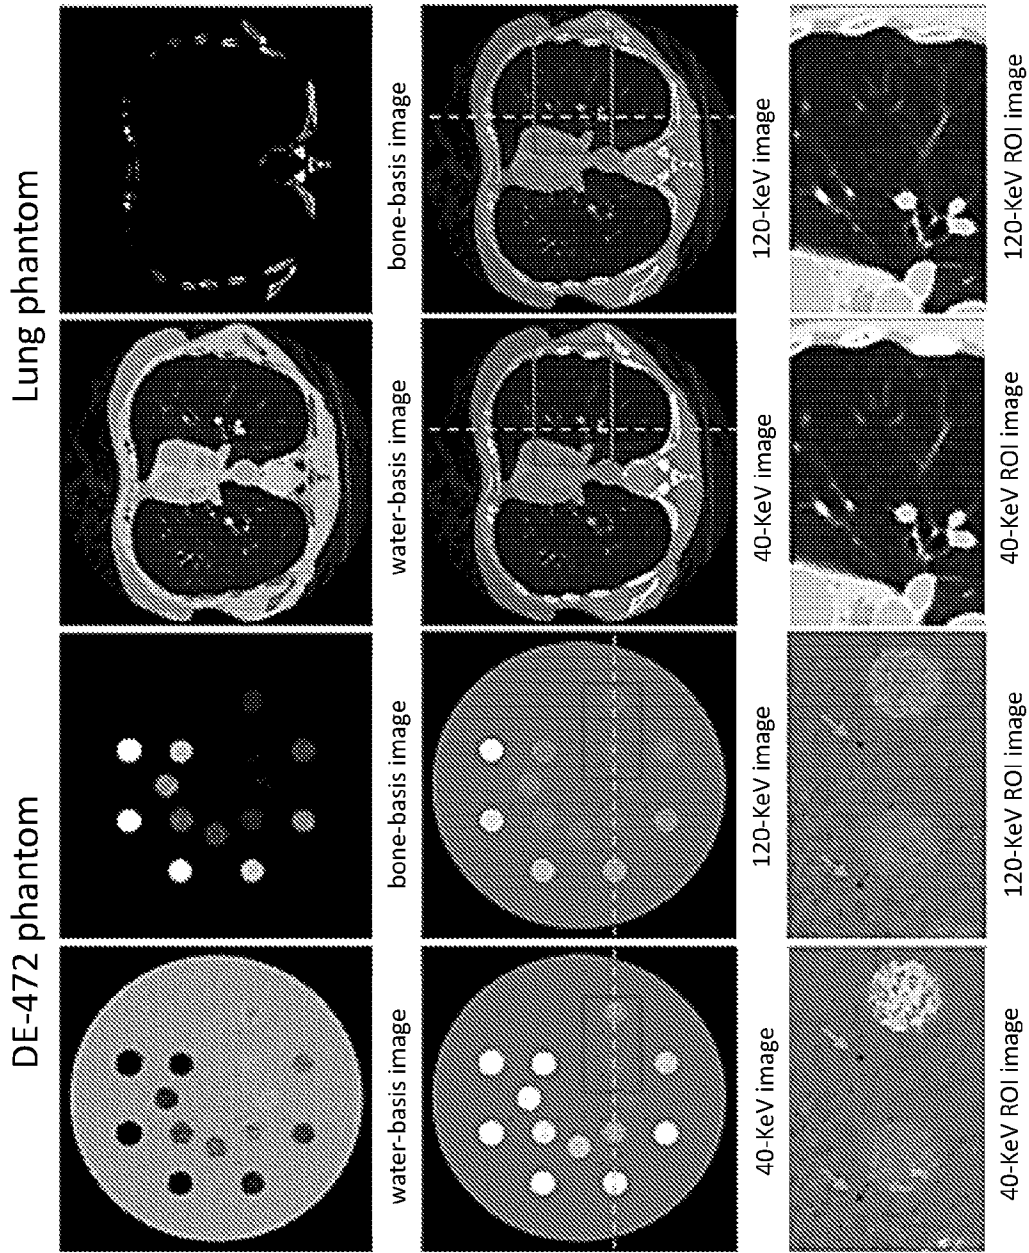 DE-472 phantom
Lung phantom
water-basis image
bone-basis image
water-basis image
bone-basis image
40-KeV image
120-KeV image
40-KeV image
120-KeV image
40-KeV ROI image
120-KeV ROI image
40-KeV ROI image
120-KeV ROI image